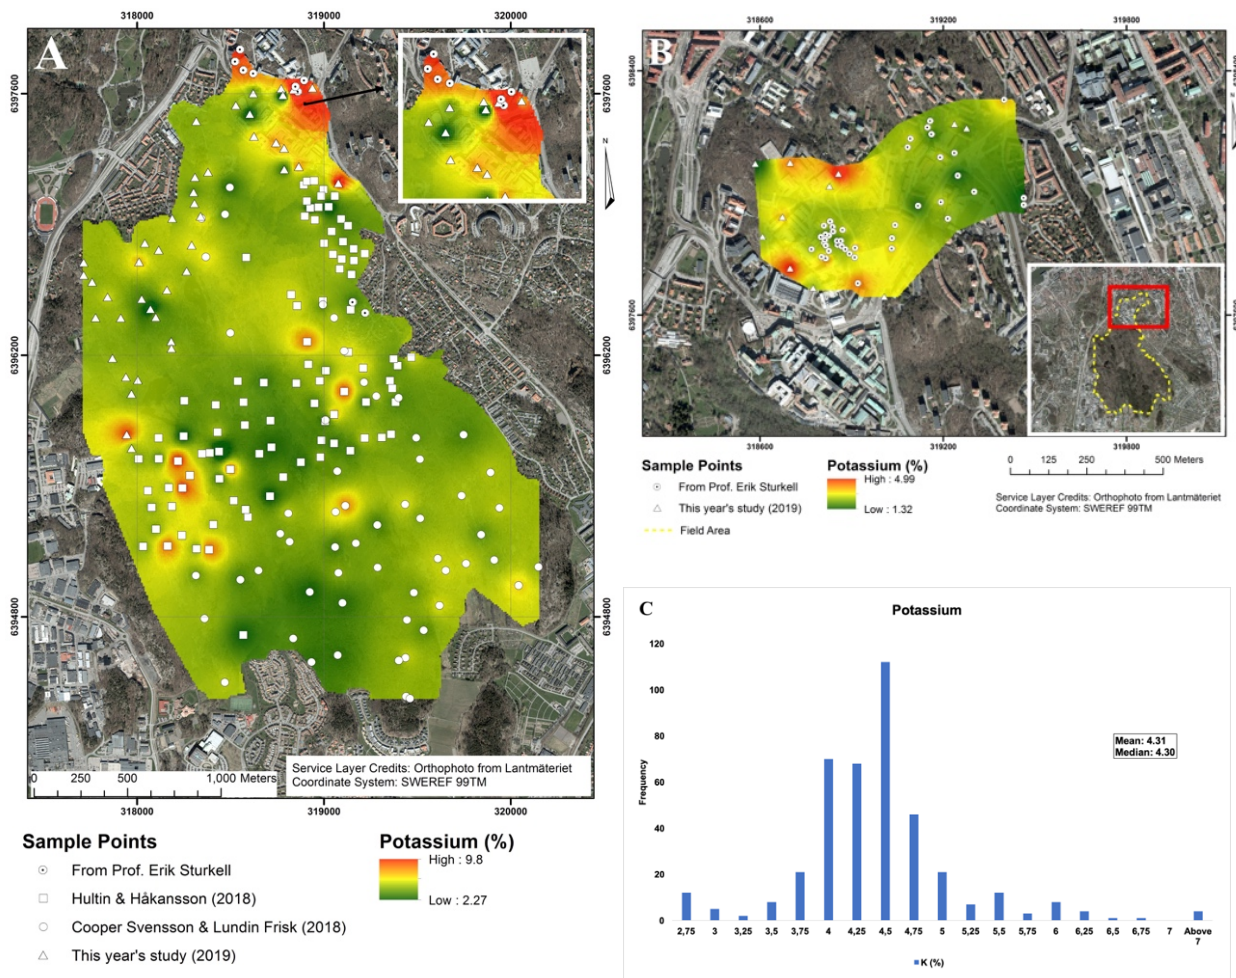 318000
319000
320000
A
6397600
6397600
N
6396200
6396200
6394800
6394800
0
250
500
1,000 Meters
Service Layer Credits: Orthophoto from Lantmäteriet
Coordinate System: SWEREF 99TM
318000
319000
320000
Sample Points
From Prof. Erik Sturkell
Hultin & Håkansson (2018)
Cooper Svensson & Lundin Frisk (2018)
This year's study (2019)
Potassium (%)
High : 9.8
Low : 2.27
318600
319200
319800
B
6398400
6398400
6397600
6397600
318600
319200
319800
Sample Points
From Prof. Erik Sturkell
This year's study (2019)
Field Area
Potassium (%)
High : 4.99
Low : 1.32
0
125
250
500 Meters
Service Layer Credits: Orthophoto from Lantmäteriet
Coordinate System: SWEREF 99TM
C
Potassium
Frequency
120
100
80
60
40
20
0
Mean: 4.31
Median: 4.30
2,75 3 3,25 3,5 3,75 4 4,25 4,5 4,75 5 5,25 5,5 5,75 6 6,25 6,5 6,75 7 Above 7
K (%)